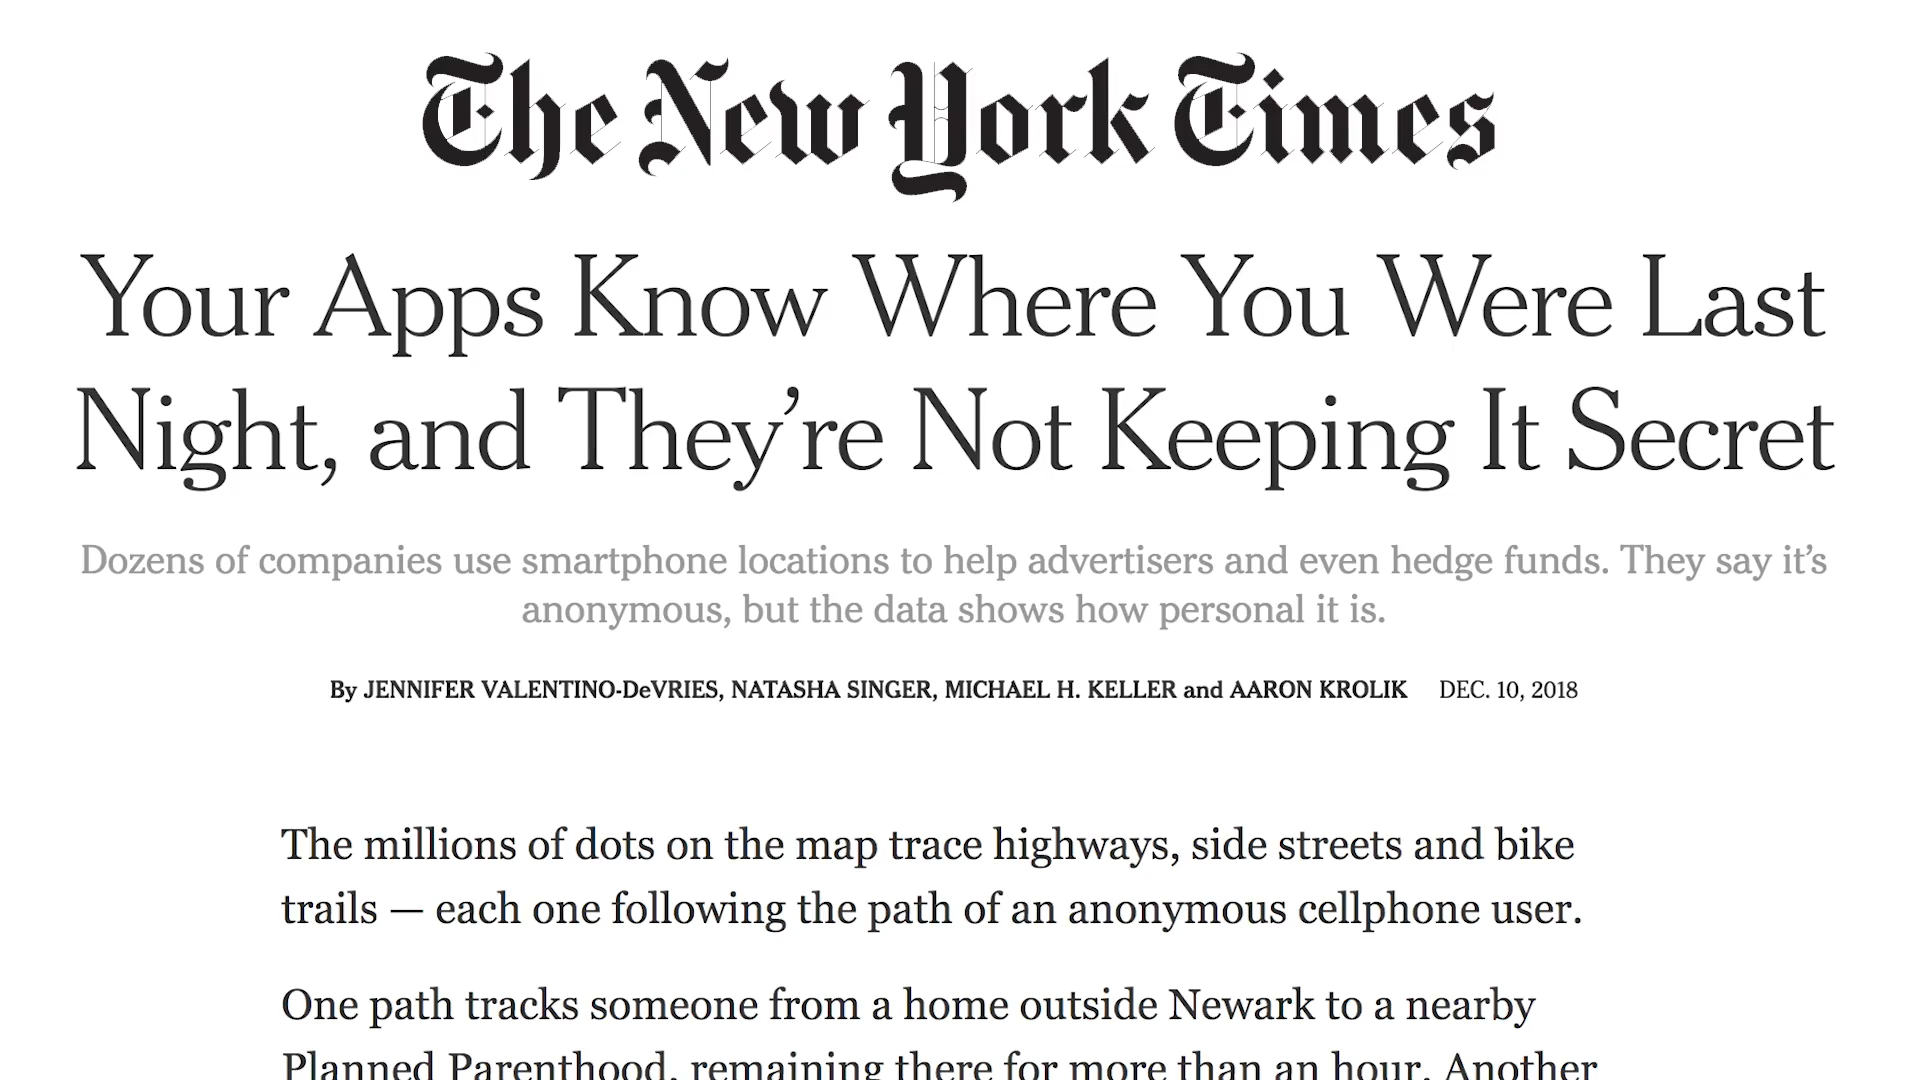 The New York Times
Your Apps Know Where You Were Last
Night, and They’re Not Keeping It Secret
Dozens of companies use smartphone locations to help advertisers and even hedge funds. They say it’s
anonymous, but the data shows how personal it is.
By JENNIFER VALENTINO-DeVRIES, NATASHA SINGER, MICHAEL H. KELLER and AARON KROLIK DEC. 10, 2018
The millions of dots on the map trace highways, side streets and bike
trails — each one following the path of an anonymous cellphone user.
One path tracks someone from a home outside Newark to a nearby
Planned Parenthood, remaining there for more than an hour. Another